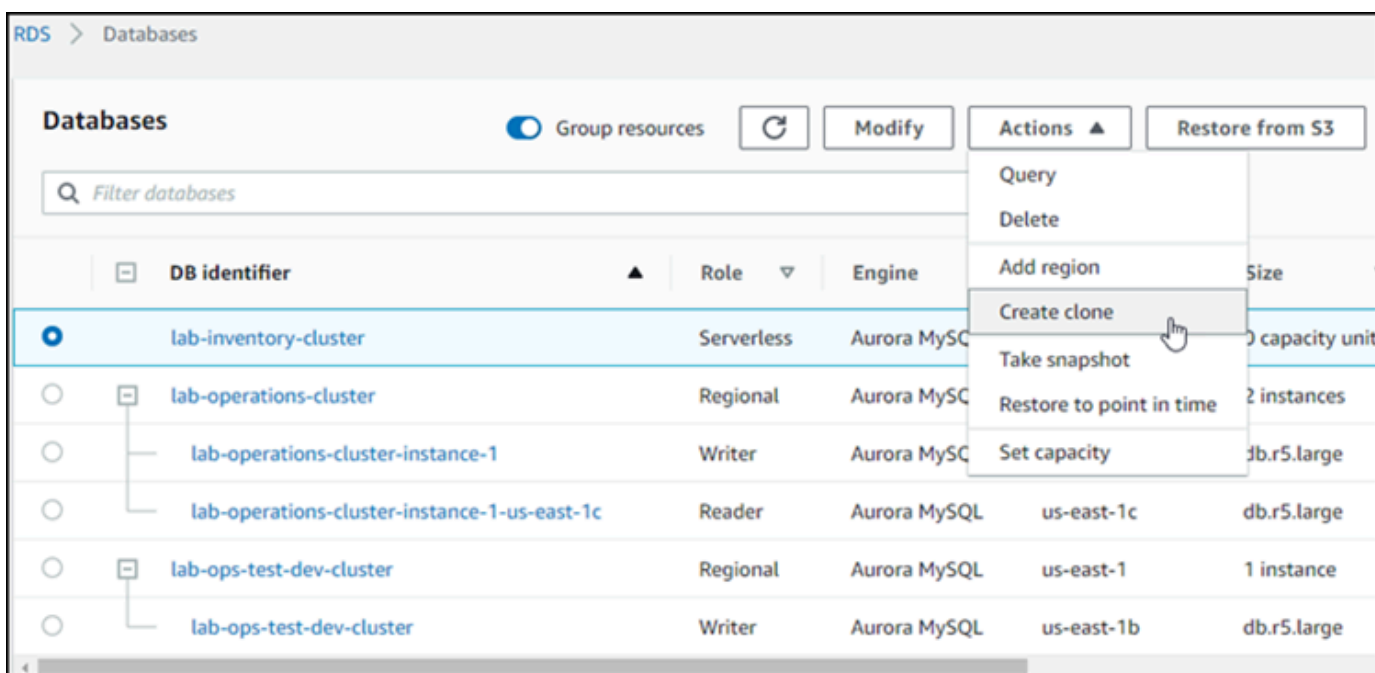 RDS > Databases
Databases Group resources Modify Actions Restore from S3
Filter databases
Query
Delete
Add region
Create clone
Take snapshot
Restore to point in time
Set capacity
DB identifier Role Engine Size
lab-inventory-cluster Serverless Aurora 0 capacity
lab-operations-cluster Regional Aurora 2 instances
lab-operations-cluster-instance-1 Writer Aurora db.r5.large
lab-operations-cluster-instance-1-us-east-1c Reader Aurora MySQL us-east-1c db.r5.large
lab-ops-test-dev-cluster Regional Aurora MySQL us-east-1 1 instance
lab-ops-test-dev-cluster Writer Aurora MySQL us-east-1b db.r5.large